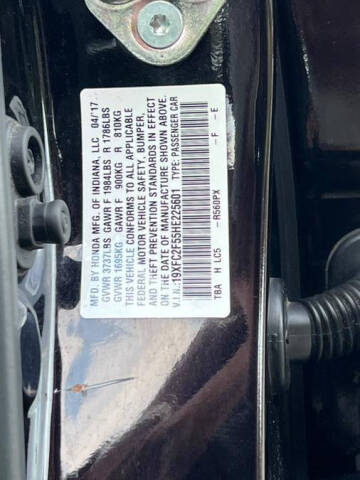 MFD. BY HONDA MFG. OF INDIANA, LLC 04/17
GVWR 3737LBS GAWR F 1984LBS R 1786LBS
GVWR 1695KG GAWR F 900KG R 810KG
THIS VEHICLE CONFORMS TO ALL APPLICABLE
FEDERAL MOTOR VEHICLE SAFETY, BUMPER,
AND THEFT PREVENTION STANDARDS IN EFFECT
ON THE DATE OF MANUFACTURE SHOWN ABOVE.
V.I.N.:19XFC2F55HE225601 TYPE: PASSENGER CAR
TBA H LC5 -R560PX -F -E